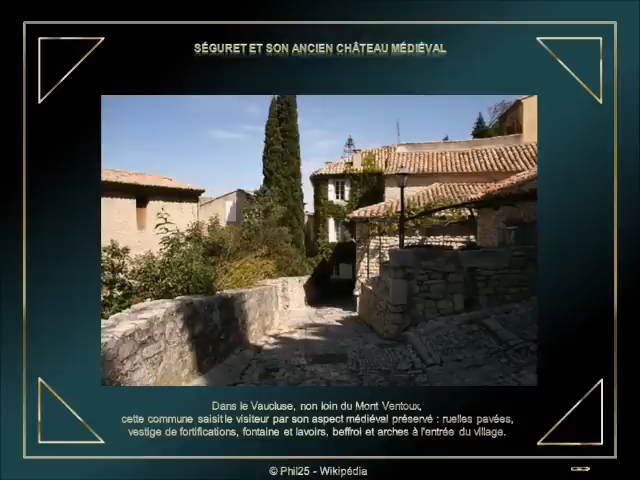 SÉGURET ET SON ANCIEN CHÂTEAU MÉDIÉVAL
Dans le Vaucluse, non loin du Mont Ventoux,
cette commune saisit le visiteur par son aspect médiéval préservé : ruelles pavées,
vestige de fortifications, fontaine et lavoirs, beffroi et arches à l'entrée du village.
© Phil25 - Wikipédia